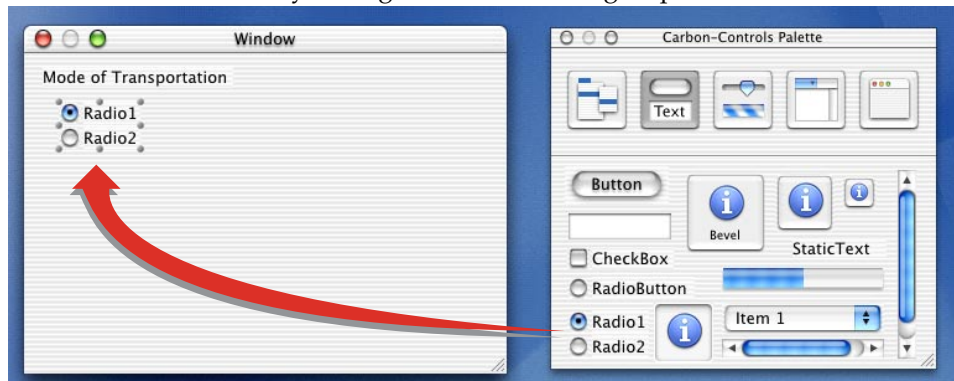 Window
Mode of Transportation
Radio1
Radio2
Carbon-Controls Palette
Text
Button
Bevel
StaticText
CheckBox
RadioButton
Radio1
Item 1
Radio2